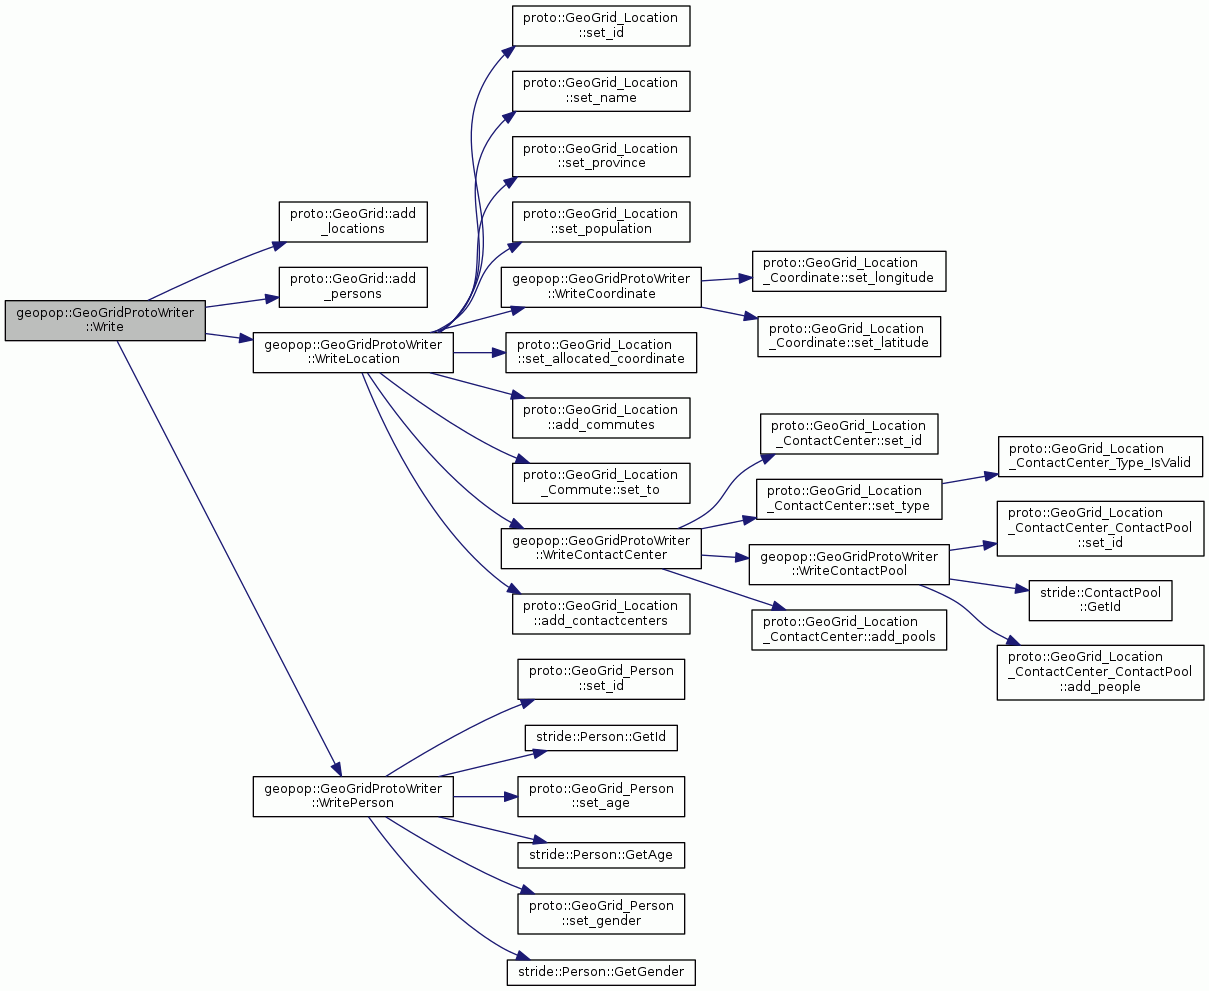 proto::GeoGrid_Location
::set_id
proto::GeoGrid_Location
::set_name
proto::GeoGrid_Location
::set_province
proto::GeoGrid::add
_locations
proto::GeoGrid_Location
::set_population
proto::GeoGrid::add
_persons
geopop::GeoGridProtoWriter
::WriteCoordinate
proto::GeoGrid_Location
_Coordinate::set_longitude
geopop::GeoGridProtoWriter
::Write
geopop::GeoGridProtoWriter
::WriteLocation
proto::GeoGrid_Location
::set_allocated_coordinate
proto::GeoGrid_Location
_Coordinate::set_latitude
proto::GeoGrid_Location
::add_commutes
proto::GeoGrid_Location
_ContactCenter::set_id
proto::GeoGrid_Location
_ContactCenter_Type_IsValid
proto::GeoGrid_Location
_Commute::set_to
proto::GeoGrid_Location
_ContactCenter::set_type
proto::GeoGrid_Location
_ContactCenter_ContactPool
::set_id
geopop::GeoGridProtoWriter
::WriteContactCenter
geopop::GeoGridProtoWriter
::WriteContactPool
stride::ContactPool
::GetId
proto::GeoGrid_Location
::add_contactcenters
proto::GeoGrid_Location
_ContactCenter::add_pools
proto::GeoGrid_Location
_ContactCenter_ContactPool
::add_people
proto::GeoGrid_Person
::set_id
stride::Person::GetId
geopop::GeoGridProtoWriter
::WritePerson
proto::GeoGrid_Person
::set_age
stride::Person::GetAge
proto::GeoGrid_Person
::set_gender
stride::Person::GetGender